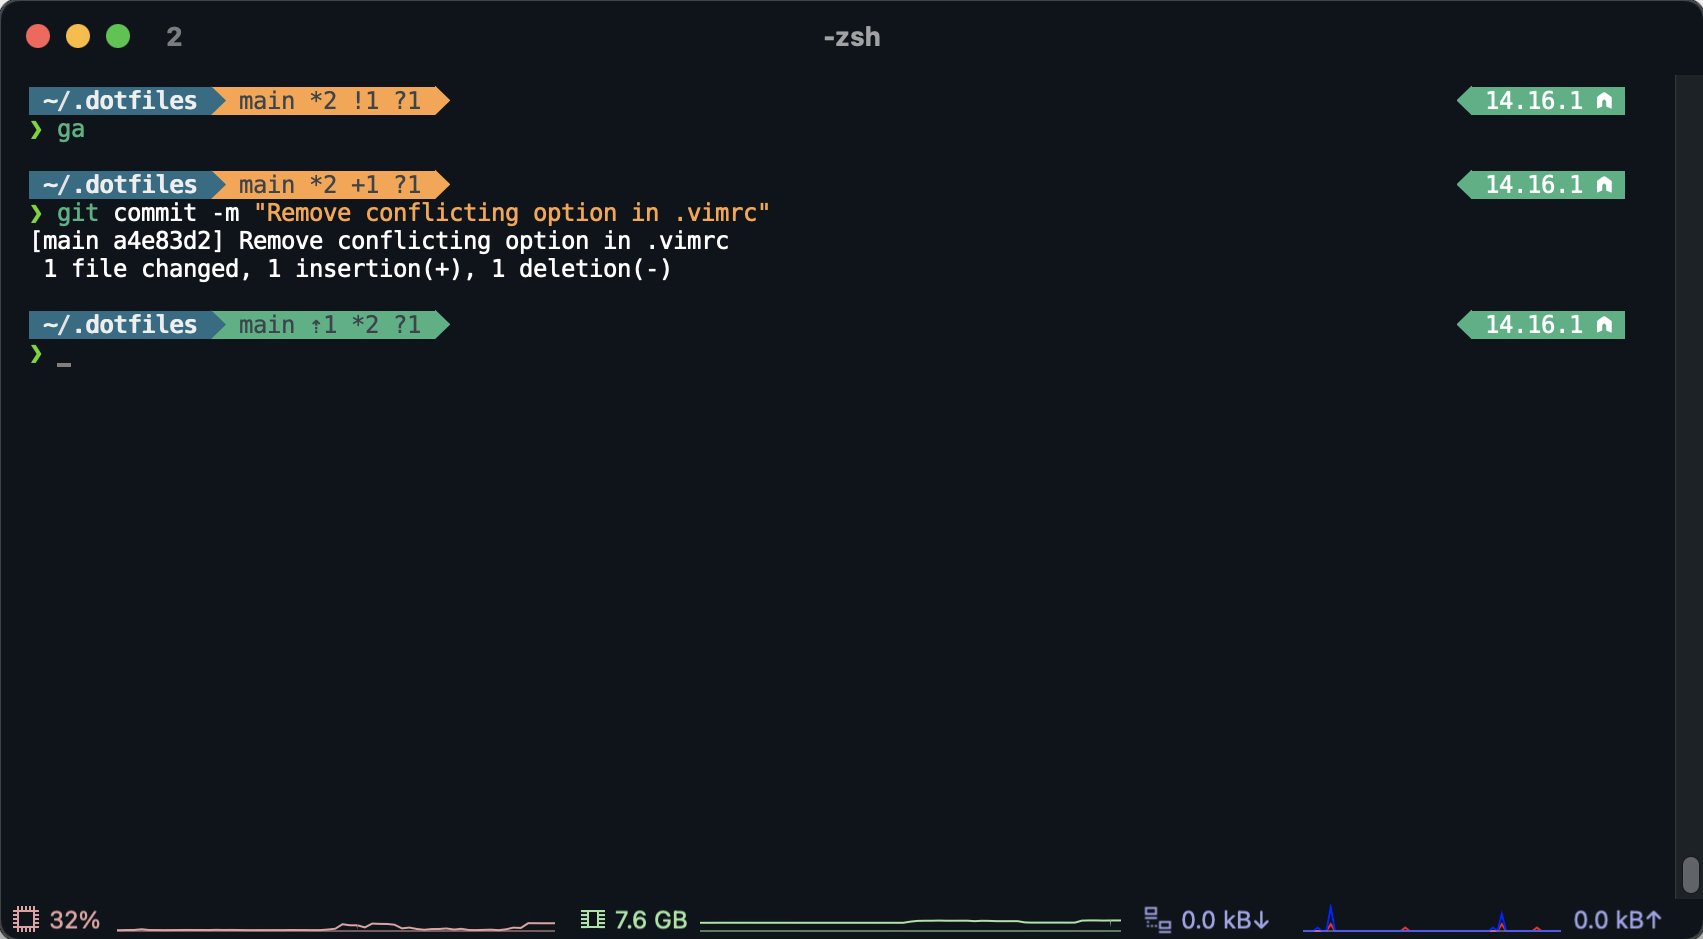 2 -zsh
~/.dotfiles main *2 !1 ?1 14.16.1
❯ ga
~/.dotfiles main *2 +1 ?1 14.16.1
❯ git commit -m "Remove conflicting option in .vimrc"
[main a4e83d2] Remove conflicting option in .vimrc
1 file changed, 1 insertion(+), 1 deletion(-)
~/.dotfiles main ⇡1 *2 ?1 14.16.1
❯ _
32% 7.6 GB 0.0 kB↓ 0.0 kB↑